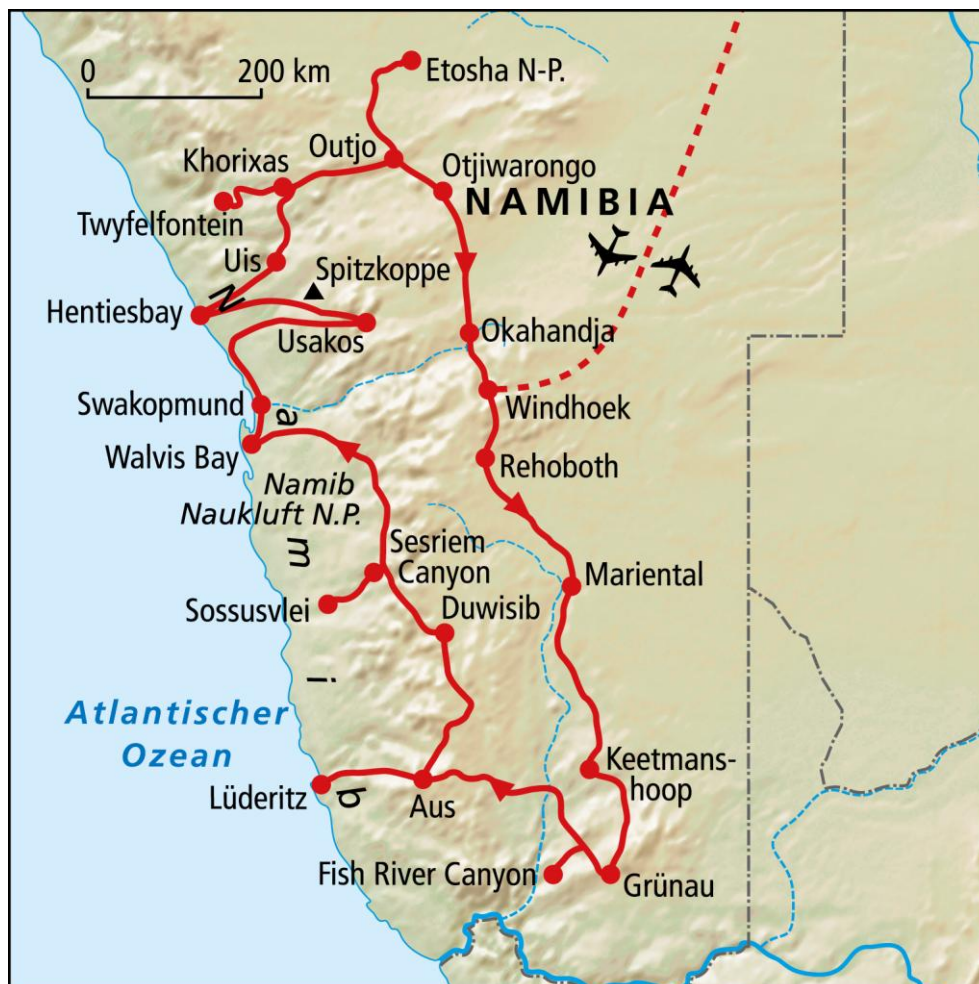 0 200 km
Etosha N-P.
Outjo
Khorixas
Otjiwarongo
NAMIBIA
Twyfelfontein
Uis
Spitzkoppe
Hentiesbay
Usakos
Okahandja
Swakopmund
Windhoek
Walvis Bay
Rehoboth
Namib
Naukluft N.P.
Sesriem
Canyon
Mariental
Sossusvlei
Duwisib
Namib
Atlantischer
Ozean
Keetmans-
hoop
Lüderitz
Aus
Fish River Canyon
Grünau